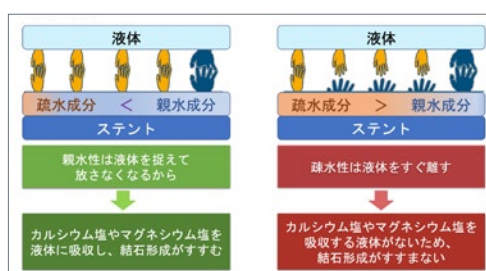 液体
疏水成分 < 親水成分
ステント
親水性は液体を捉えて
放さなくなるから
カルシウム塩やマグネシウム塩を
液体に吸収し、結石形成がすすむ
液体
疏水成分 > 親水成分
ステント
疎水性は液体をすぐ離す
カルシウム塩やマグネシウム塩を
吸収する液体がないため、
結石形成がすすまない